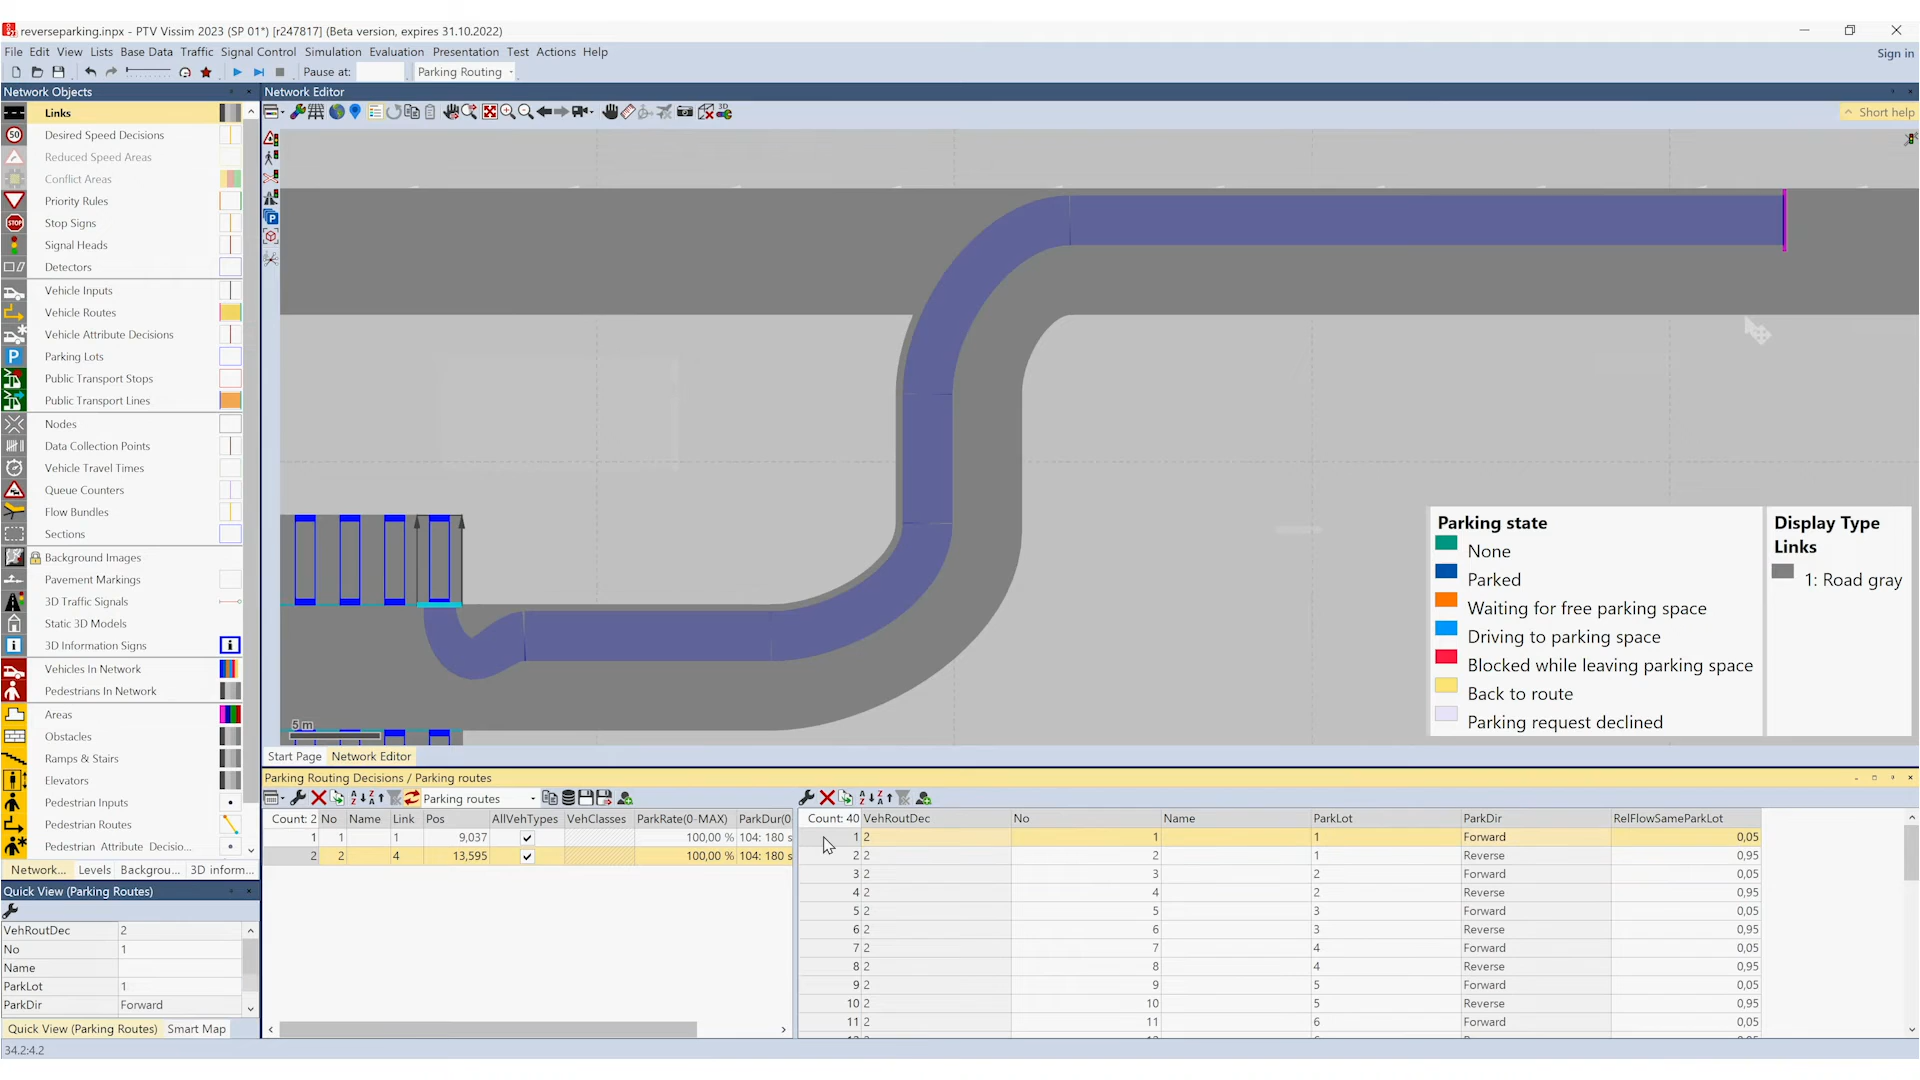 reverseparking.inpx - PTV Vissim 2023 (SP 01*) [r247817] (Beta version, expires 31.10.2022)
File Edit View Lists Base Data Traffic Signal Control Simulation Evaluation Presentation Test Actions Help
Sign in
Pause at: Parking Routing
Network Objects
Network Editor
Short help
Links
Desired Speed Decisions
Reduced Speed Areas
Conflict Areas
Priority Rules
Stop Signs
Signal Heads
Detectors
Vehicle Inputs
Vehicle Routes
Vehicle Attribute Decisions
Parking Lots
Public Transport Stops
Public Transport Lines
Nodes
Data Collection Points
Vehicle Travel Times
Queue Counters
Flow Bundles
Sections
Background Images
Pavement Markings
3D Traffic Signals
Static 3D Models
3D Information Signs
Vehicles In Network
Pedestrians In Network
Areas
Obstacles
Ramps & Stairs
Elevators
Pedestrian Inputs
Pedestrian Routes
Pedestrian Attribute Decisio...
Network... Levels Backgrou... 3D inform...
Quick View (Parking Routes)
VehRoutDec 2
No 1
Name
ParkLot 1
ParkDir Forward
Quick View (Parking Routes) Smart Map
34.2:4.2
5 m
Parking state
None
Parked
Waiting for free parking space
Driving to parking space
Blocked while leaving parking space
Back to route
Parking request declined
Display Type
Links
1: Road gray
Start Page Network Editor
Parking Routing Decisions / Parking routes
Parking routes
Count: 2 No Name Link Pos AllVehTypes VehClasses ParkRate(0-MAX) ParkDur(0
1 1 1 9,037 100,00 % 104: 180 s
2 2 4 13,595 100,00 % 104: 180 s
Count: 40 VehRoutDec No Name ParkLot ParkDir RelFlowSameParkLot
1 2 1 1 Forward 0,05
2 2 2 1 Reverse 0,95
3 2 3 2 Forward 0,05
4 2 4 2 Reverse 0,95
5 2 5 3 Forward 0,05
6 2 6 3 Reverse 0,95
7 2 7 4 Forward 0,05
8 2 8 4 Reverse 0,95
9 2 9 5 Forward 0,05
10 2 10 5 Reverse 0,95
11 2 11 6 Forward 0,05